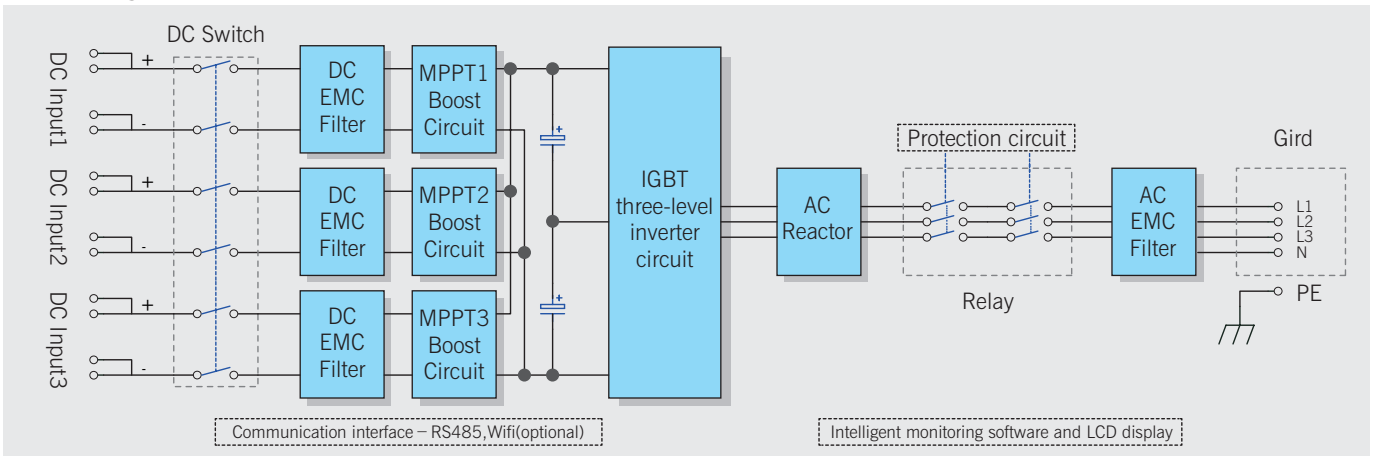 DC Switch
DC Input1
+
-
DC
EMC
Filter
MPPT1
Boost
Circuit
+
DC Input2
+
-
DC
EMC
Filter
MPPT2
Boost
Circuit
DC Input3
+
-
DC
EMC
Filter
MPPT3
Boost
Circuit
+
IGBT
three-level
inverter
circuit
AC
Reactor
Protection circuit
Relay
AC
EMC
Filter
Gird
L1
L2
L3
N
PE
Communication interface – RS485,Wifi(optional)
Intelligent monitoring software and LCD display